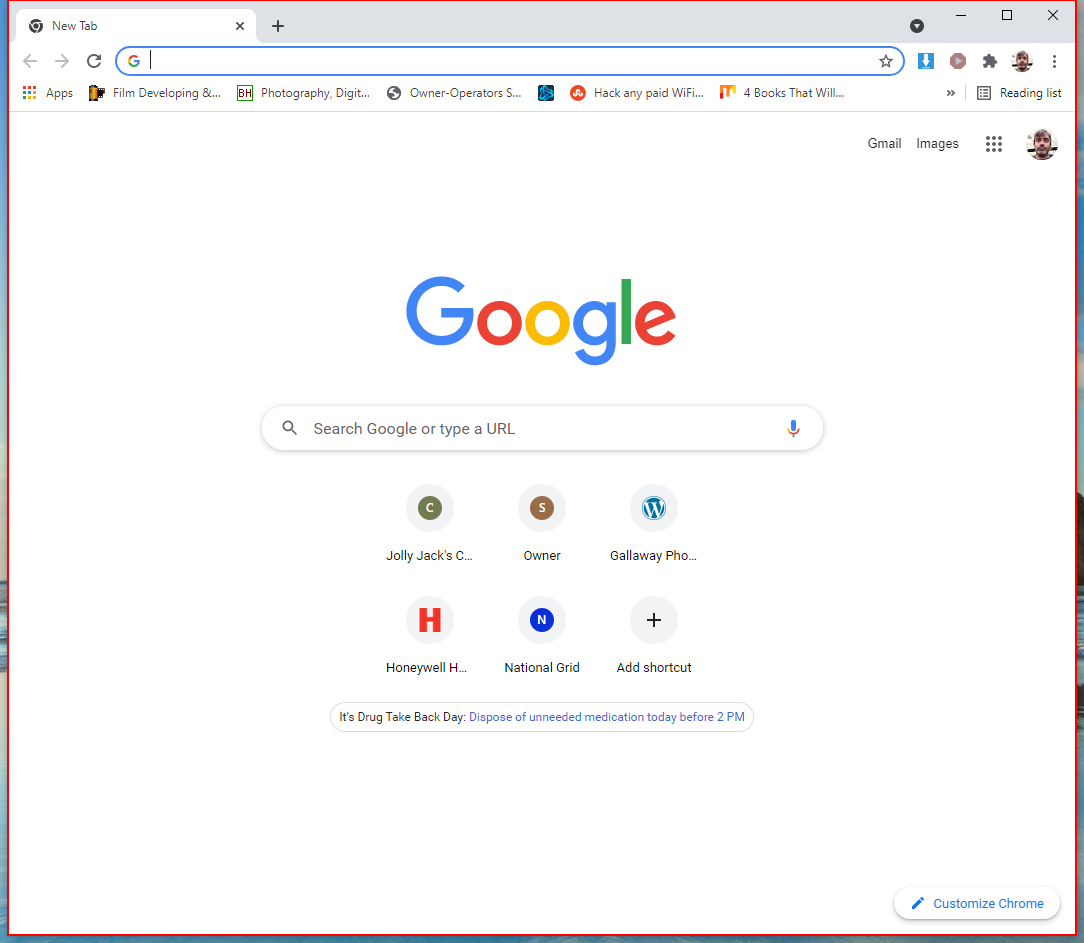 New Tab
Apps Film Developing &... BH Photography, Digit... Owner-Operators S... Hack any paid WiFi... 4 Books That Will... » Reading list
Gmail Images
Google
Search Google or type a URL
C S W
Jolly Jack's C... Owner Gallaway Pho...
H N
Honeywell H... National Grid Add shortcut
It's Drug Take Back Day: Dispose of unneeded medication today before 2 PM
Customize Chrome